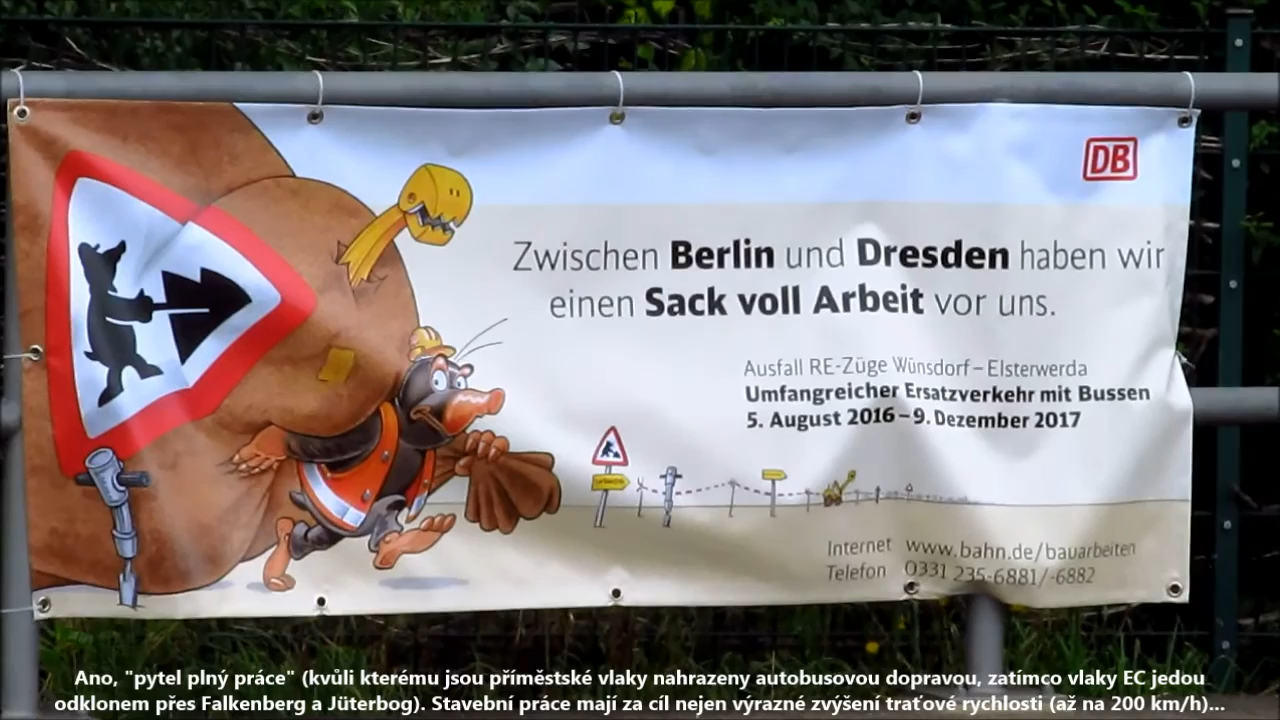 DB
Zwischen Berlin und Dresden haben wir
einen Sack voll Arbeit vor uns.
Ausfall RE-Züge Wünsdorf – Elsterwerda
Umfangreicher Ersatzverkehr mit Bussen
5. August 2016 – 9. Dezember 2017
Internet www.bahn.de/bauarbeiten
Telefon 0331 235-6881/-6882
Ano, "pytel plný práce" (kvůli kterému jsou příměstské vlaky nahrazeny autobusovou dopravou, zatímco vlaky EC jedou
odklonem přes Falkenberg a Jüterbog). Stavební práce mají za cíl nejen výrazné zvýšení traťové rychlosti (až na 200 km/h)...